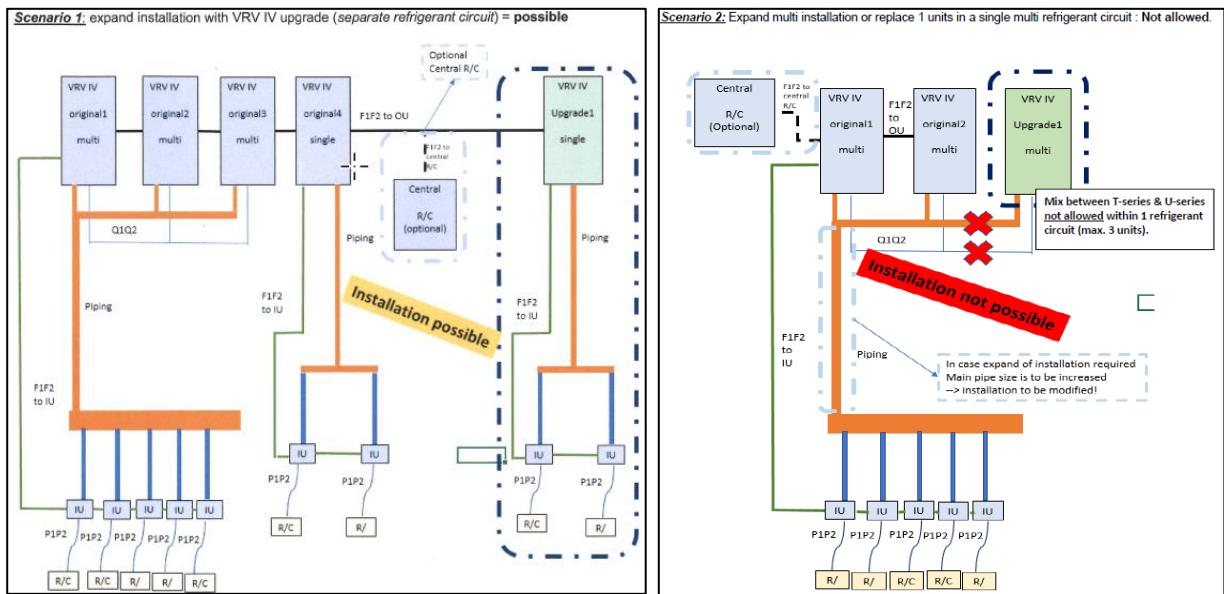 Scenario 1: expand installation with VRV IV upgrade (separate refrigerant circuit) = possible
Optional
Central R/C
VRV IV
original1
multi
VRV IV
original2
multi
VRV IV
original3
multi
VRV IV
original4
single
F1F2 to OU
VRV IV
Upgrade1
single
F1F2 to
central
R/C
Central
R/C
(optional)
Q1Q2
Piping
Piping
Piping
F1F2
to IU
F1F2
to IU
F1F2
to IU
Installation possible
IU
IU
IU
IU
IU
IU
IU
IU
IU
P1P2
P1P2
P1P2
P1P2
P1P2
P1P2
P1P2
P1P2
P1P2
R/C
R/C
R/
R/
R/C
R/C
R/
R/C
R/
Scenario 2: Expand multi installation or replace 1 units in a single multi refrigerant circuit : Not allowed.
Central
R/C
(Optional)
F1F2 to
central
R/C
VRV IV
original1
multi
F1F2
to
OU
VRV IV
original2
multi
VRV IV
Upgrade1
multi
Mix between T-series & U-series
not allowed within 1 refrigerant
circuit (max. 3 units).
Q1Q2
Installation not possible
F1F2
to
IU
Piping
In case expand of installation required
Main pipe size is to be increased
--> installation to be modified!
IU
IU
IU
IU
IU
P1P2
P1P2
P1P2
P1P2
P1P2
R/
R/
R/C
R/C
R/